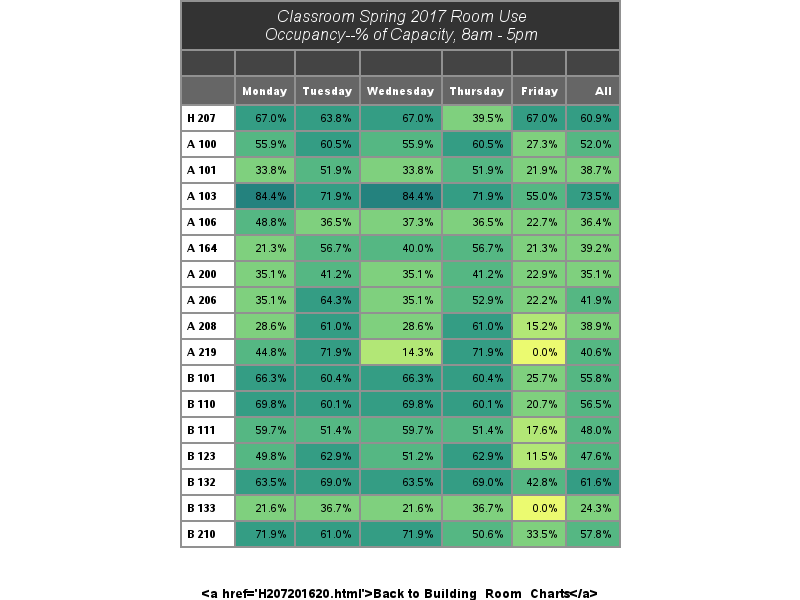 Classroom Spring 2017 Room Use
Occupancy--% of Capacity, 8am - 5pm
Monday Tuesday Wednesday Thursday Friday All
H 207 67.0% 63.8% 67.0% 39.5% 67.0% 60.9%
A 100 55.9% 60.5% 55.9% 60.5% 27.3% 52.0%
A 101 33.8% 51.9% 33.8% 51.9% 21.9% 38.7%
A 103 84.4% 71.9% 84.4% 71.9% 55.0% 73.5%
A 106 48.8% 36.5% 37.3% 36.5% 22.7% 36.4%
A 164 21.3% 56.7% 40.0% 56.7% 21.3% 39.2%
A 200 35.1% 41.2% 35.1% 41.2% 22.9% 35.1%
A 206 35.1% 64.3% 35.1% 52.9% 22.2% 41.9%
A 208 28.6% 61.0% 28.6% 61.0% 15.2% 38.9%
A 219 44.8% 71.9% 14.3% 71.9% 0.0% 40.6%
B 101 66.3% 60.4% 66.3% 60.4% 25.7% 55.8%
B 110 69.8% 60.1% 69.8% 60.1% 20.7% 56.5%
B 111 59.7% 51.4% 59.7% 51.4% 17.6% 48.0%
B 123 49.8% 62.9% 51.2% 62.9% 11.5% 47.6%
B 132 63.5% 69.0% 63.5% 69.0% 42.8% 61.6%
B 133 21.6% 36.7% 21.6% 36.7% 0.0% 24.3%
B 210 71.9% 61.0% 71.9% 50.6% 33.5% 57.8%
<a href='H207201620.html'>Back to Building_Room_Charts</a>